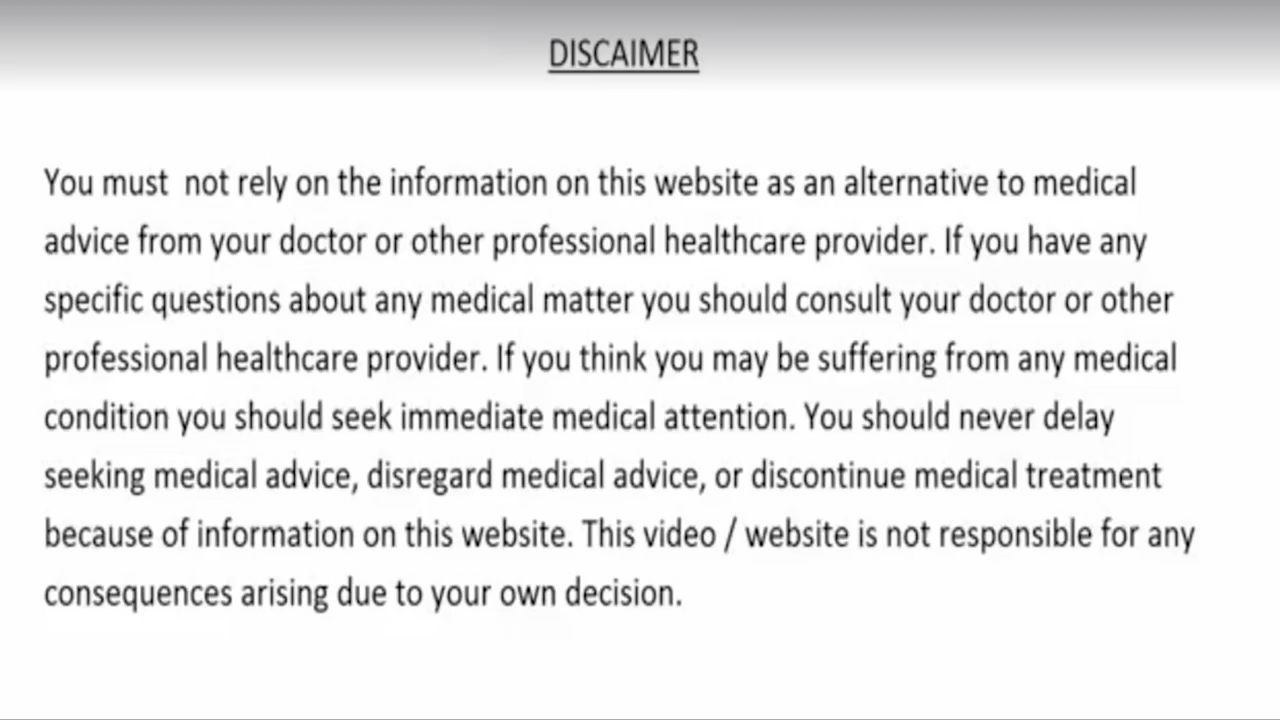 DISCAIMER
You must  not rely on the information on this website as an alternative to medical
advice from your doctor or other professional healthcare provider. If you have any
specific questions about any medical matter you should consult your doctor or other
professional healthcare provider. If you think you may be suffering from any medical
condition you should seek immediate medical attention. You should never delay
seeking medical advice, disregard medical advice, or discontinue medical treatment
because of information on this website. This video / website is not responsible for any
consequences arising due to your own decision.